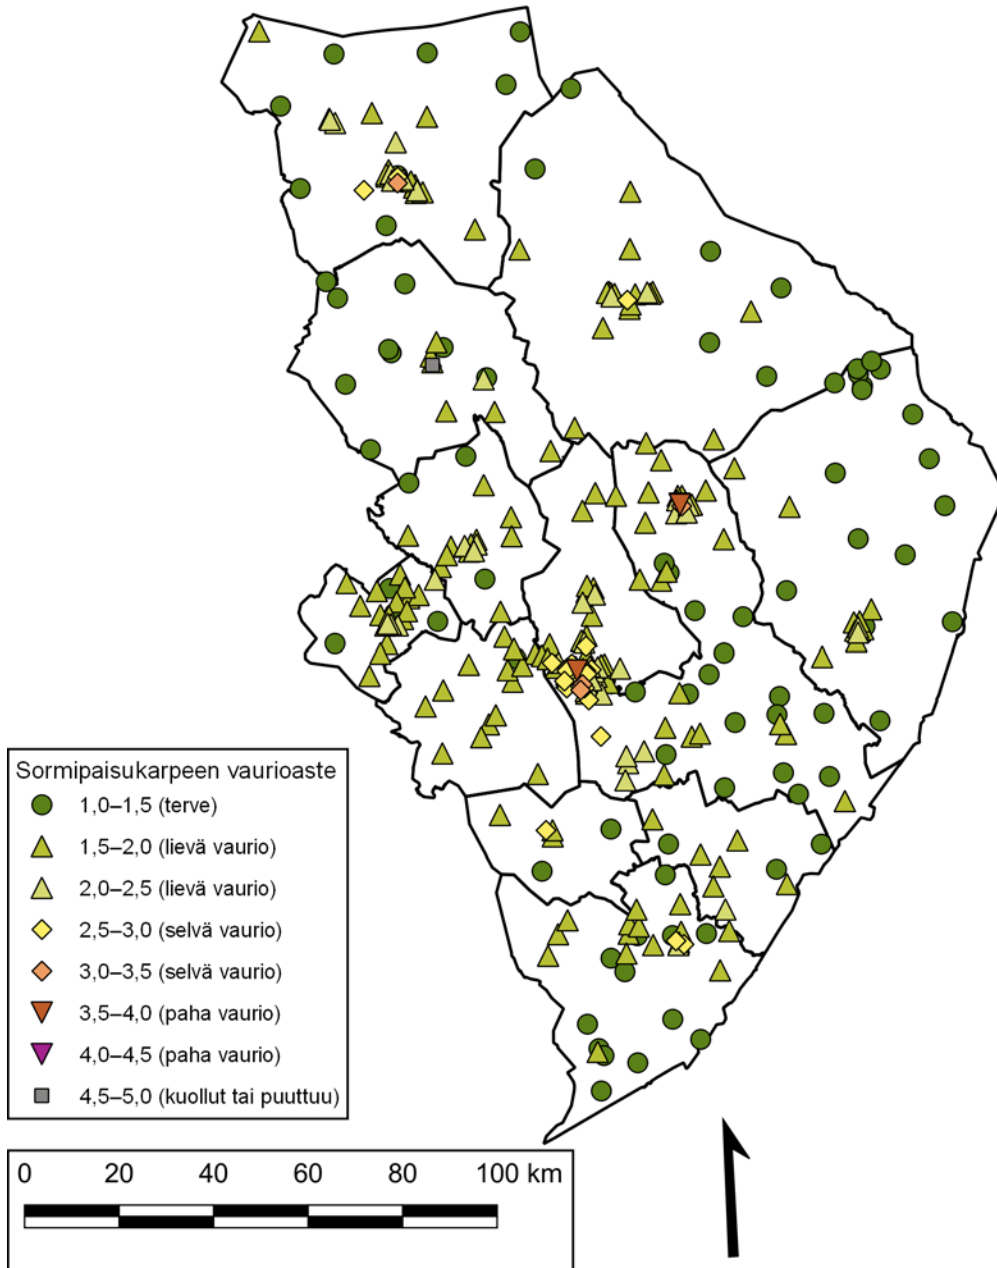 Sormipaisukarpeen vaurioaste
1,0–1,5 (terve)
1,5–2,0 (lievä vaurio)
2,0–2,5 (lievä vaurio)
2,5–3,0 (selvä vaurio)
3,0–3,5 (selvä vaurio)
3,5–4,0 (paha vaurio)
4,0–4,5 (paha vaurio)
4,5–5,0 (kuollut tai puuttuu)
0 20 40 60 80 100 km